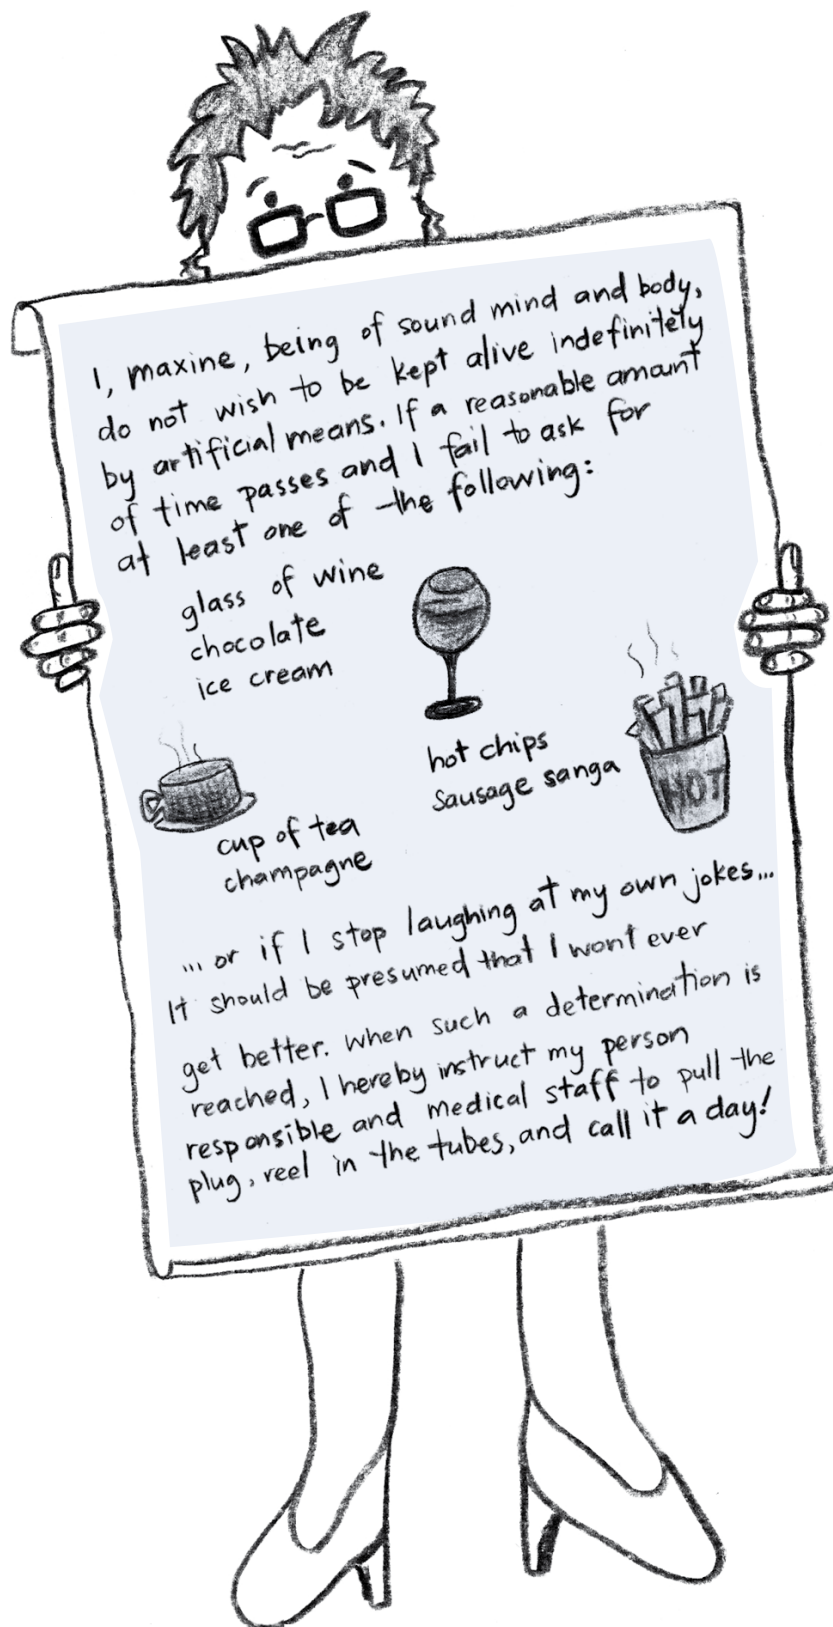 I, maxine, being of sound mind and body,
do not wish to be kept alive indefinitely
by artificial means. If a reasonable amount
of time passes and I fail to ask for
at least one of the following:
glass of wine
chocolate
ice cream
hot chips
sausage sanga
HOT
cup of tea
champagne
... or if I stop laughing at my own jokes...
It should be presumed that I wont ever
get better. when such a determination is
reached, I hereby instruct my person
responsible and medical staff to pull the
plug, reel in the tubes, and call it a day!